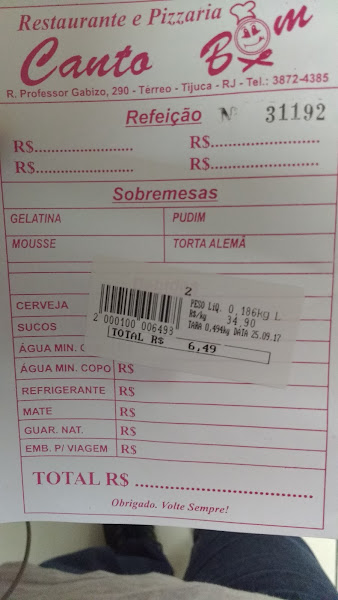 Restaurante e Pizzaria
Canto Bom
R. Professor Gabizo, 290 - Térreo - Tijuca - RJ - Tel.: 3872-4385
Refeição Nº 31192
R$....................... R$.......................
R$....................... R$.......................
Sobremesas
GELATINA PUDIM
MOUSSE TORTA ALEMÃ
2
PESO LÍQ. 0,186kg L
R$/kg 34,90
TARA 0,494kg DATA 25.09.17
2 000100 006493
TOTAL R$ 6,49
CERVEJA
SUCOS
ÁGUA MIN. G
ÁGUA MIN. COPO R$
REFRIGERANTE R$
MATE R$
GUAR. NAT. R$
EMB. P/ VIAGEM R$
TOTAL R$ .......................................
Obrigado. Volte Sempre!